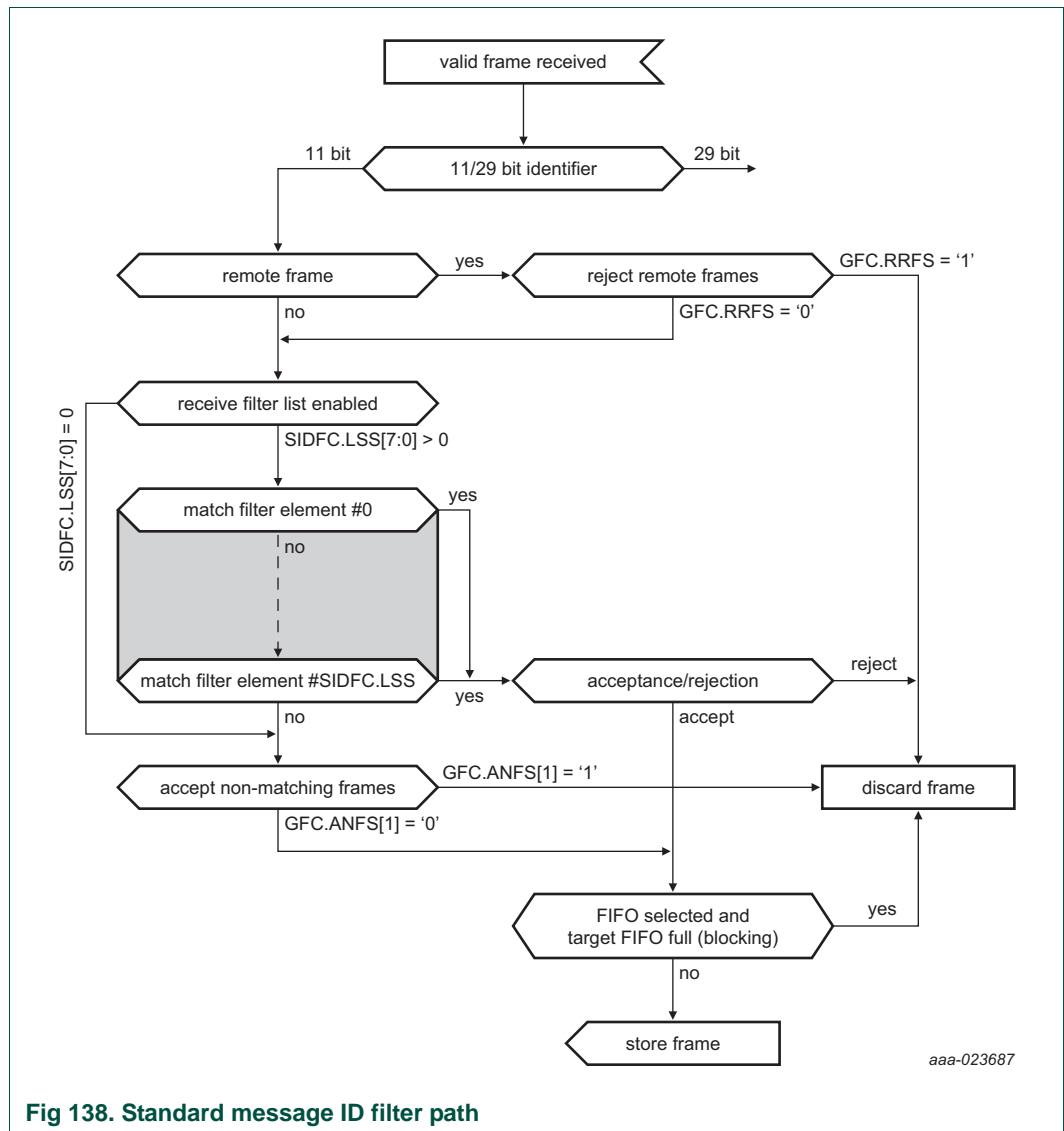 valid frame received
11 bit
11/29 bit identifier
29 bit
remote frame
yes
reject remote frames
GFC.RRFS = ‘1’
no
GFC.RRFS = ‘0’
receive filter list enabled
SIDFC.LSS[7:0] = 0
SIDFC.LSS[7:0] > 0
match filter element #0
yes
no
match filter element #SIDFC.LSS
yes
acceptance/rejection
reject
no
accept
accept non-matching frames
GFC.ANFS[1] = ‘1’
discard frame
GFC.ANFS[1] = ‘0’
FIFO selected and
target FIFO full (blocking)
yes
no
store frame
aaa-023687
Fig 138. Standard message ID filter path